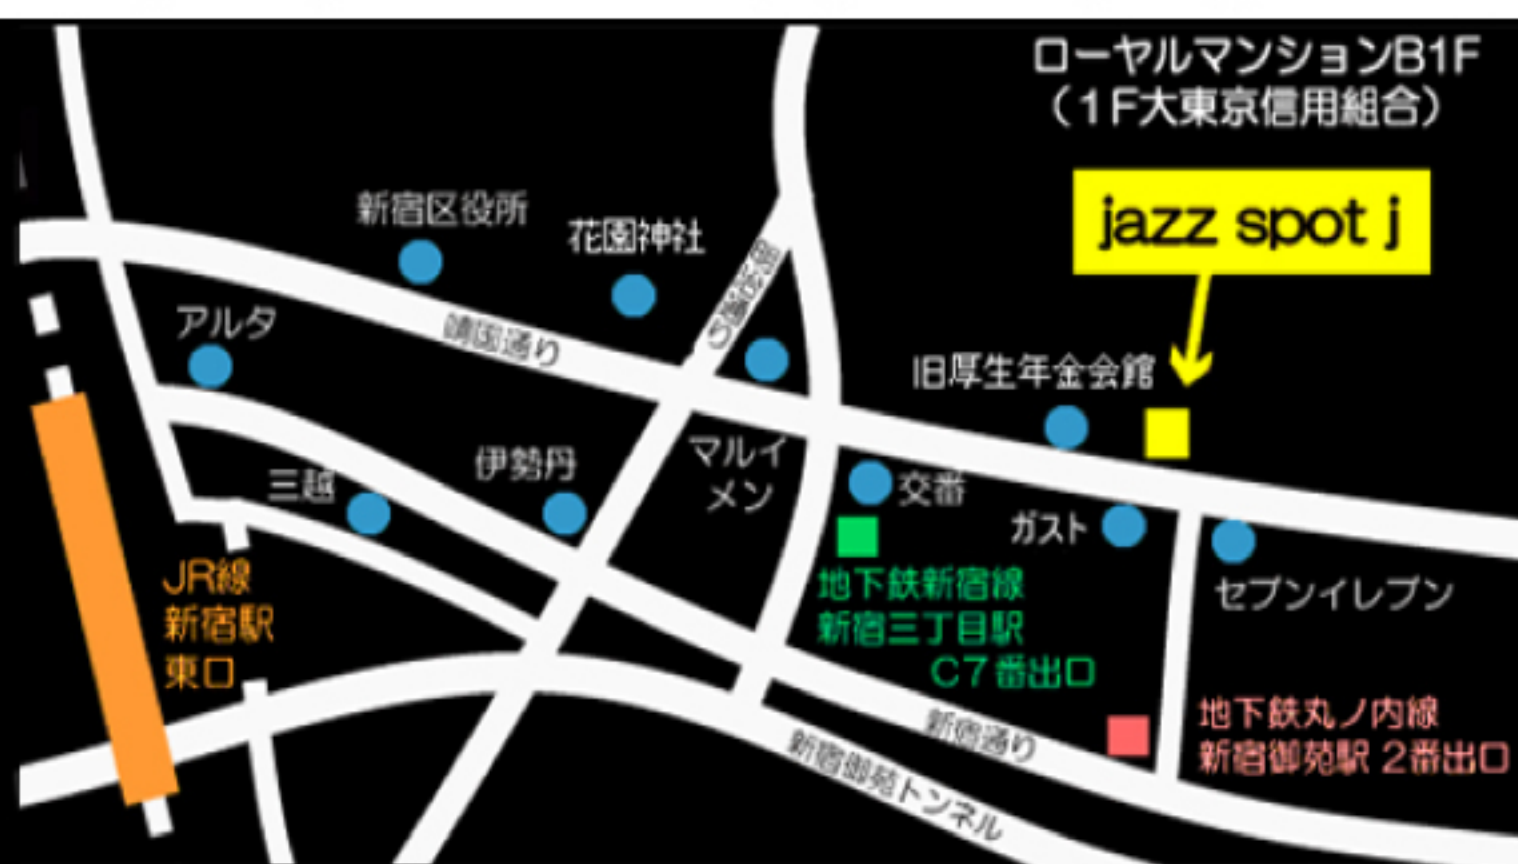 ローヤルマンションB1F
（1F大東京信用組合）
jazz spot j
新宿区役所
花園神社
明治通り
アルタ
靖国通り
旧厚生年金会館
三越
伊勢丹
マルイ
メン
交番
ガスト
セブンイレブン
JR線
新宿駅
東口
地下鉄新宿線
新宿三丁目駅
C7番出口
地下鉄丸ノ内線
新宿御苑駅 2番出口
新宿通り
新宿御苑トンネル